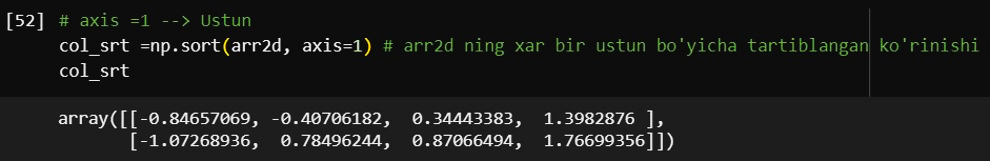 [52] # axis =1 --> Ustun
col_srt =np.sort(arr2d, axis=1) # arr2d ning xar bir ustun bo'yicha tartiblangan ko'rinishi
col_srt
array([[-0.84657069, -0.40706182,  0.34443383,  1.3982876 ],
       [-1.07268936,  0.78496244,  0.87066494,  1.76699356]])